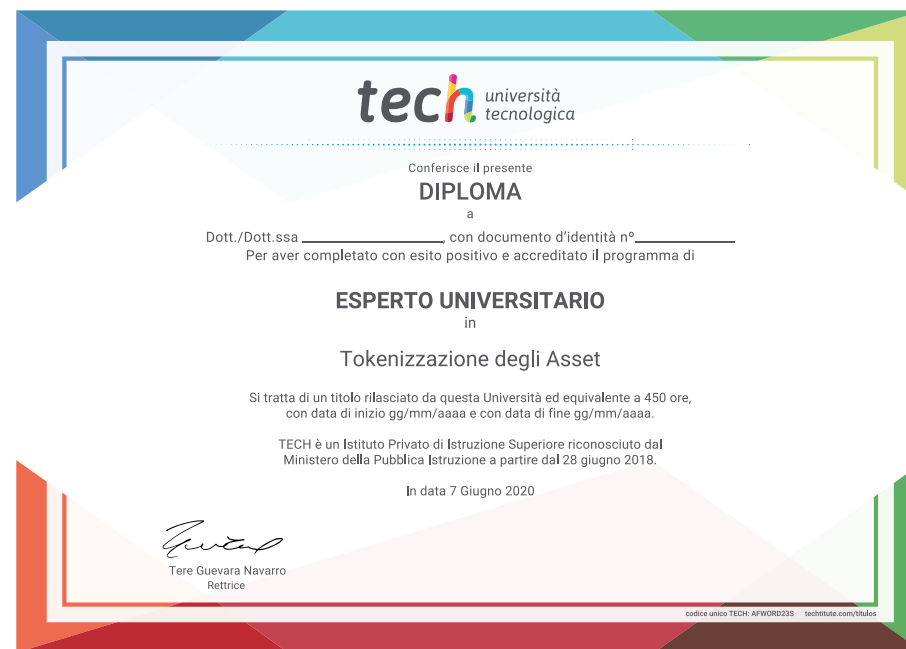 tech università
tecnologica
Conferisce il presente
DIPLOMA
a
Dott./Dott.ssa ________________, con documento d'identità nº___________
Per aver completato con esito positivo e accreditato il programma di
ESPERTO UNIVERSITARIO
in
Tokenizzazione degli Asset
Si tratta di un titolo rilasciato da questa Università ed equivalente a 450 ore,
con data di inizio gg/mm/aaaa e con data di fine gg/mm/aaaa.
TECH è un Istituto Privato di Istruzione Superiore riconosciuto dal
Ministero della Pubblica Istruzione a partire dal 28 giugno 2018.
In data 7 Giugno 2020
Tere Guevara Navarro
Rettrice
codice unico TECH: AFWORD23S techtitute.com/titulos